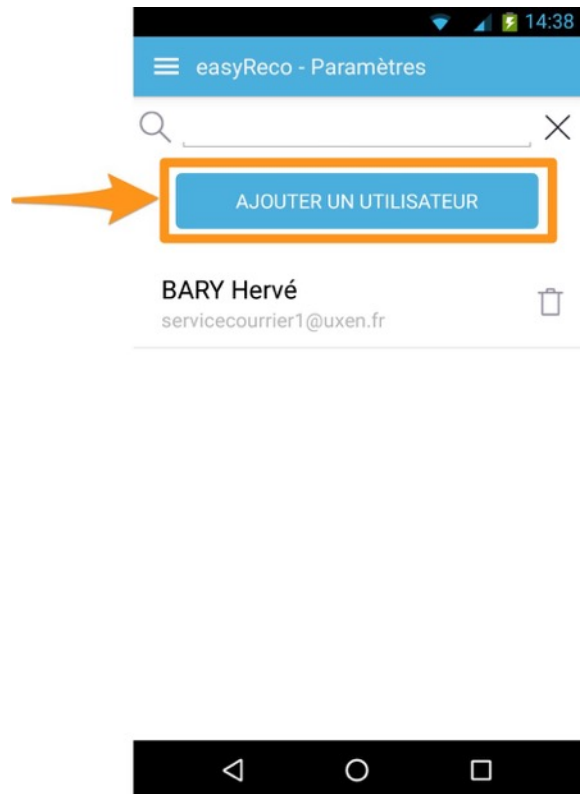 14:38
easyReco - Paramètres
AJOUTER UN UTILISATEUR
BARY Hervé
servicecourrier1@uxen.fr